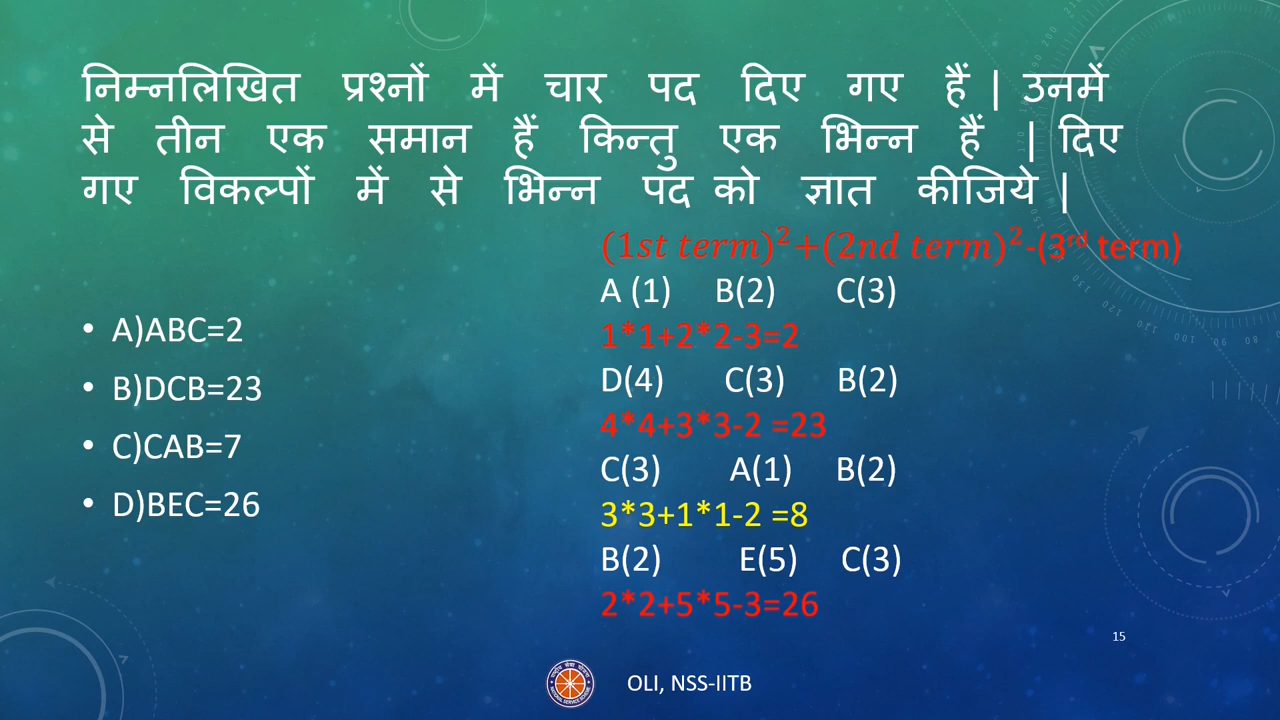 निम्नलिखित प्रश्नों में चार पद दिए गए हैं | उनमें
से तीन एक समान हैं किन्तु एक भिन्न हैं | दिए
गए विकल्पों में से भिन्न पद को ज्ञात कीजिये |
• A)ABC=2
• B)DCB=23
• C)CAB=7
• D)BEC=26
(1st term)²+(2nd term)²-(3rd term)
A (1) B(2) C(3)
1*1+2*2-3=2
D(4) C(3) B(2)
4*4+3*3-2 =23
C(3) A(1) B(2)
3*3+1*1-2 =8
B(2) E(5) C(3)
2*2+5*5-3=26
15
OLI, NSS-IITB